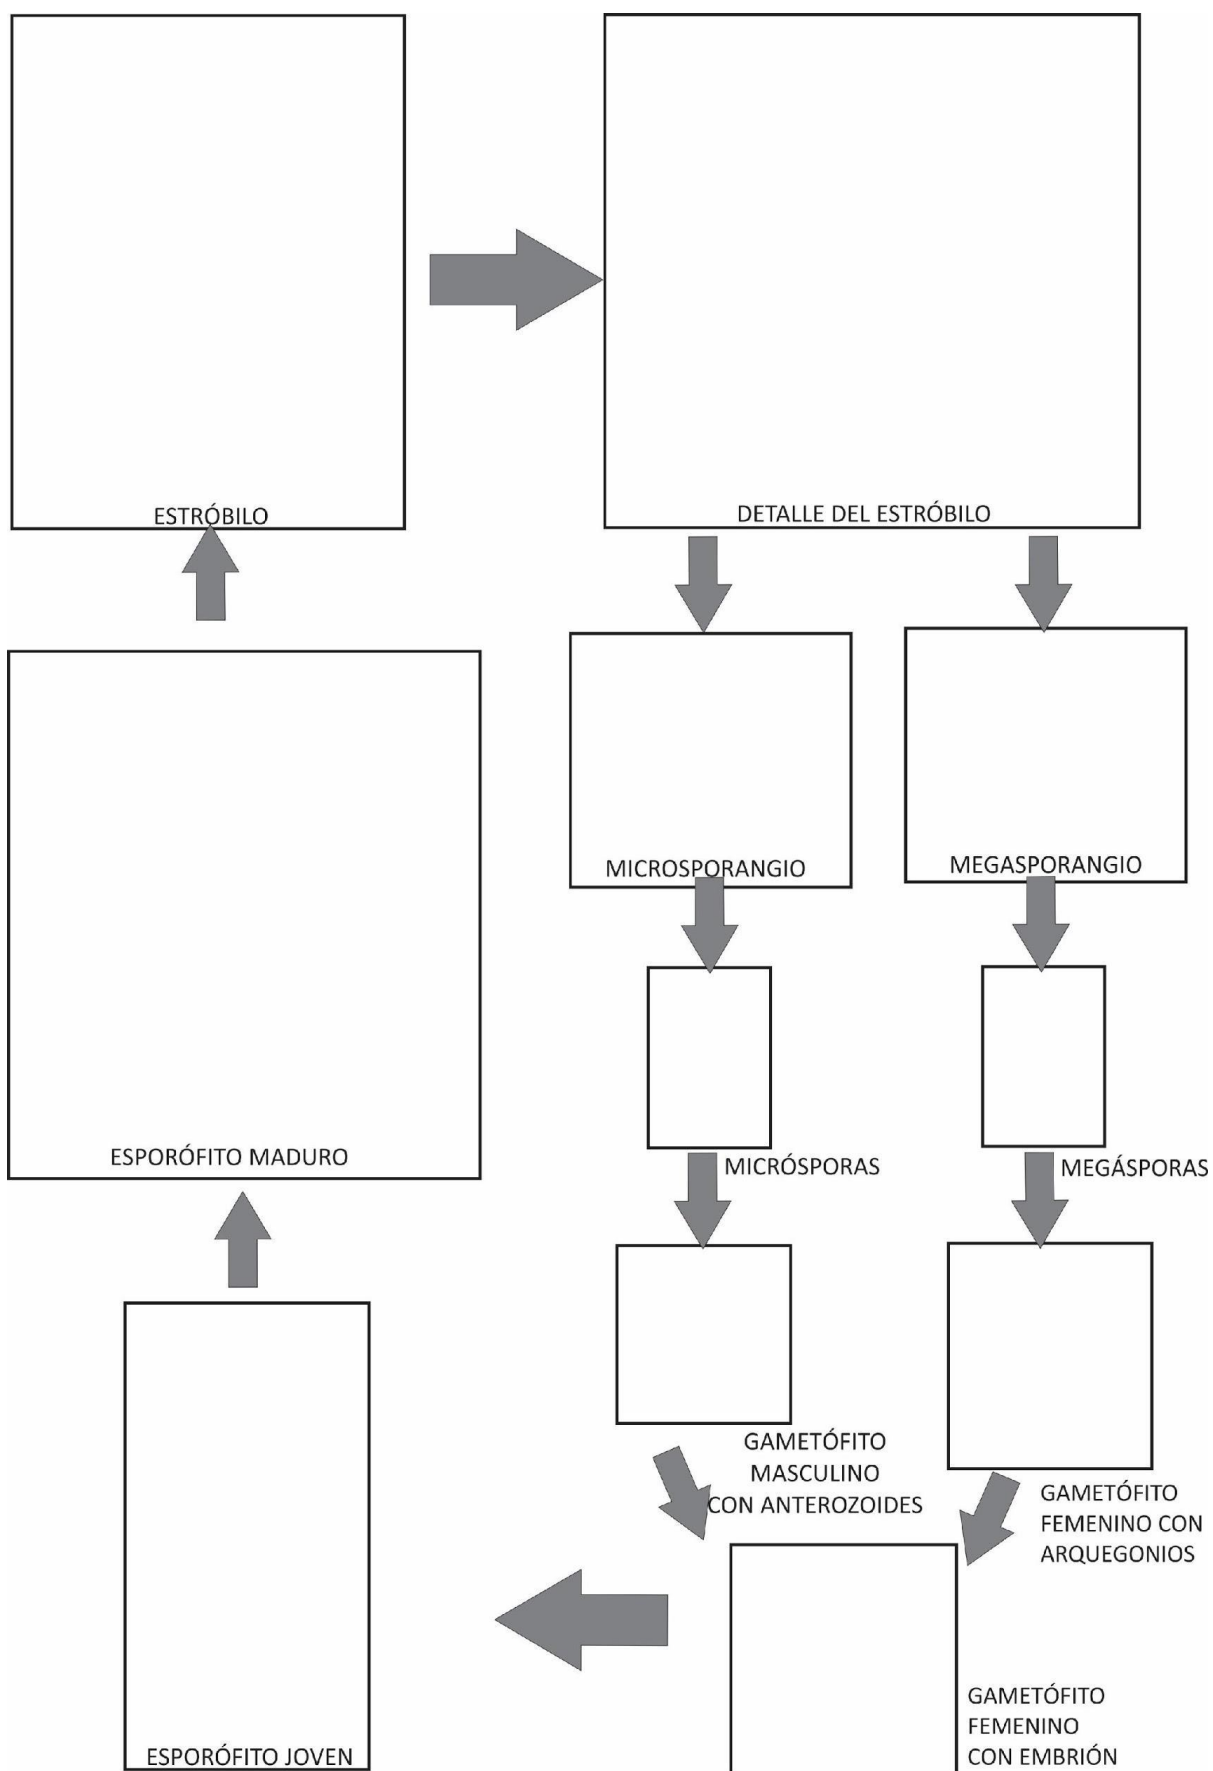 ESTRÓBILO
DETALLE DEL ESTRÓBILO
MICROSPORANGIO
MEGASPORANGIO
ESPORÓFITO MADURO
MICRÓSPORAS
MEGÁSPORAS
GAMETÓFITO
MASCULINO
CON ANTEROZOIDES
GAMETÓFITO
FEMENINO CON
ARQUEGONIOS
GAMETÓFITO
FEMENINO
CON EMBRIÓN
ESPORÓFITO JOVEN